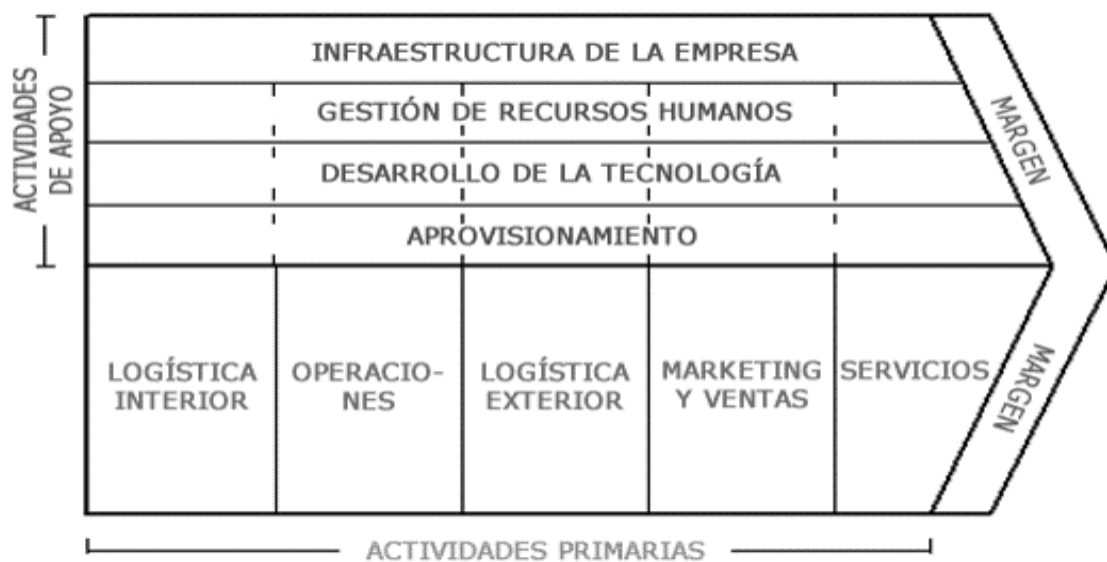 ACTIVIDADES
DE APOYO
INFRAESTRUCTURA DE LA EMPRESA
GESTIÓN DE RECURSOS HUMANOS
DESARROLLO DE LA TECNOLOGÍA
APROVISIONAMIENTO
MARGEN
LOGÍSTICA
INTERIOR
OPERACIO-
NES
LOGÍSTICA
EXTERIOR
MARKETING
Y VENTAS
SERVICIOS
MARGEN
ACTIVIDADES PRIMARIAS